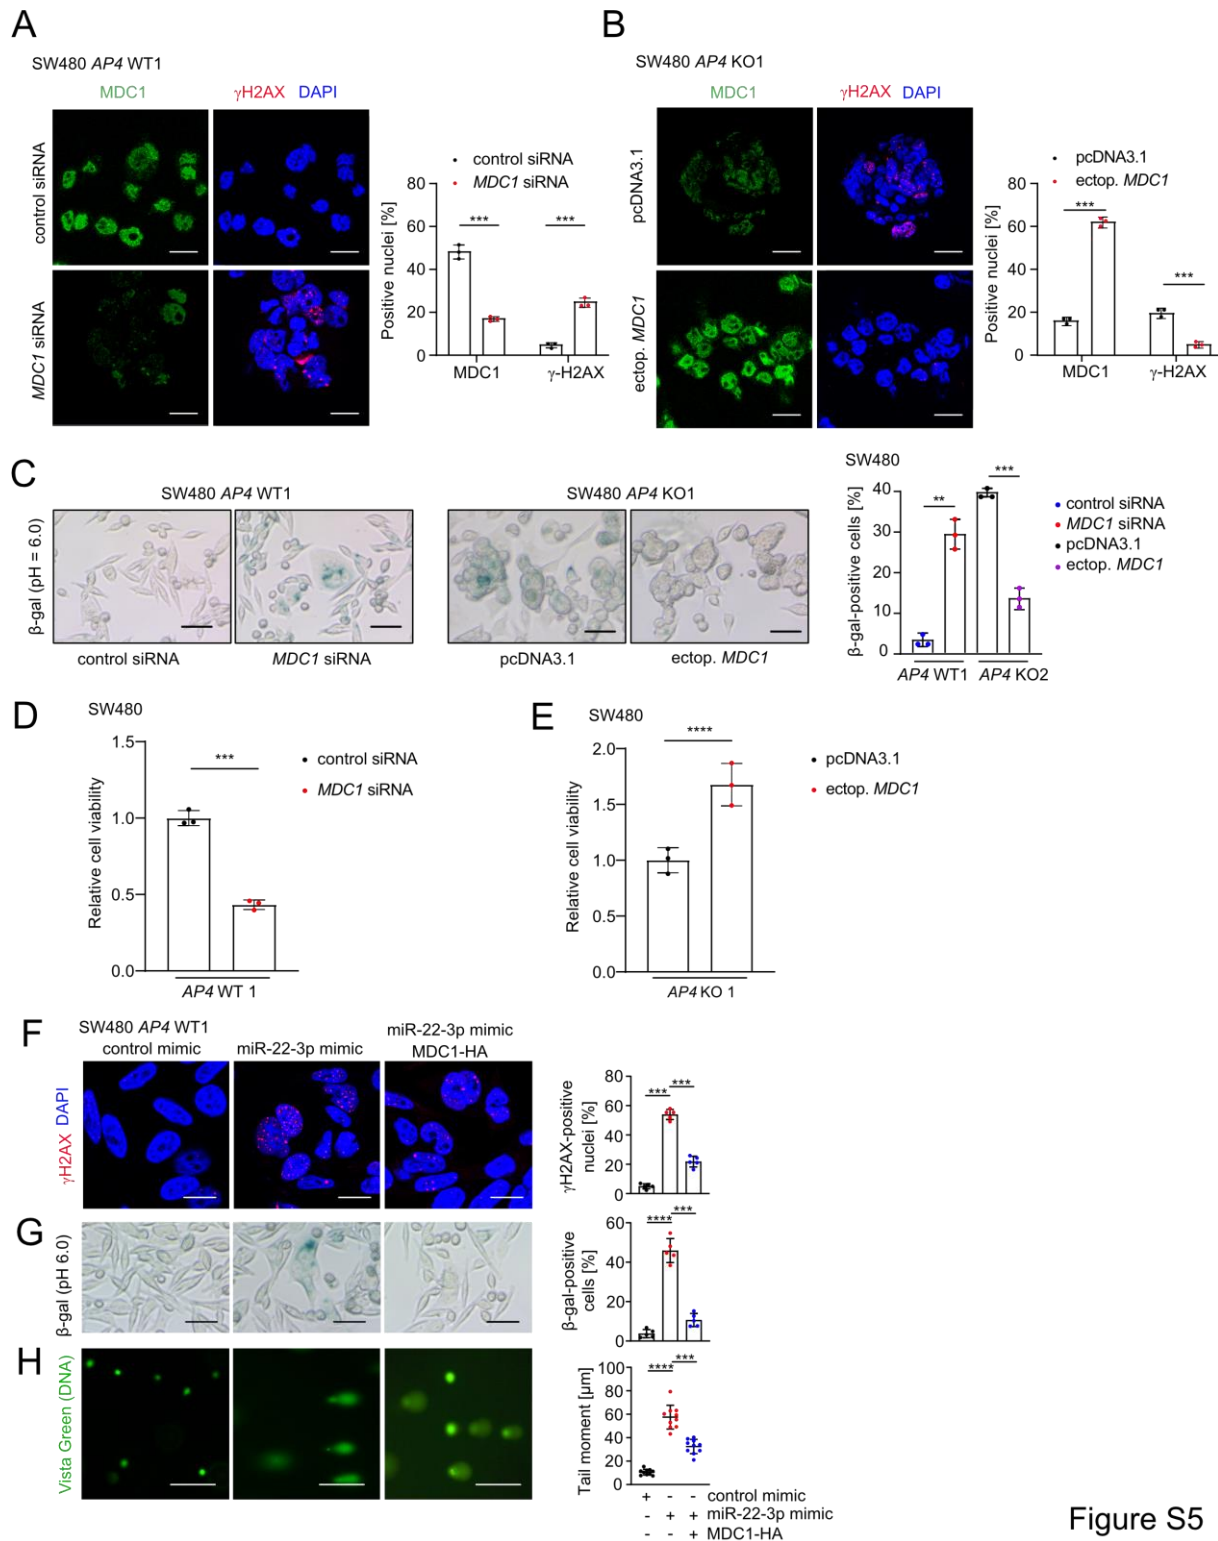 A
SW480 AP4 WT1
MDC1
γH2AX DAPI
control siRNA
MDC1 siRNA
control siRNA
MDC1 siRNA
Positive nuclei [%]
80
60
40
20
0
***
***
MDC1
γ-H2AX
B
SW480 AP4 KO1
MDC1
γH2AX DAPI
pcDNA3.1
ectop. MDC1
pcDNA3.1
ectop. MDC1
Positive nuclei [%]
80
60
40
20
0
***
***
MDC1
γ-H2AX
C
SW480 AP4 WT1
SW480 AP4 KO1
β-gal (pH = 6.0)
control siRNA
MDC1 siRNA
pcDNA3.1
ectop. MDC1
SW480
β-gal-positive cells [%]
40
30
20
10
0
**
***
control siRNA
MDC1 siRNA
pcDNA3.1
ectop. MDC1
AP4 WT1
AP4 KO2
D
SW480
Relative cell viability
1.5
1.0
0.5
0.0
***
control siRNA
MDC1 siRNA
AP4 WT 1
E
SW480
Relative cell viability
2.0
1.5
1.0
0.5
0.0
****
pcDNA3.1
ectop. MDC1
AP4 KO 1
F
SW480 AP4 WT1
control mimic
miR-22-3p mimic
miR-22-3p mimic
MDC1-HA
γH2AX DAPI
γH2AX-positive
nuclei [%]
80
60
40
20
0
***
***
G
β-gal (pH 6.0)
β-gal-positive
cells [%]
60
40
20
0
****
***
H
Vista Green (DNA)
Tail moment [µm]
100
80
60
40
20
0
****
***
+ - - control mimic
- + + miR-22-3p mimic
- - + MDC1-HA
Figure S5